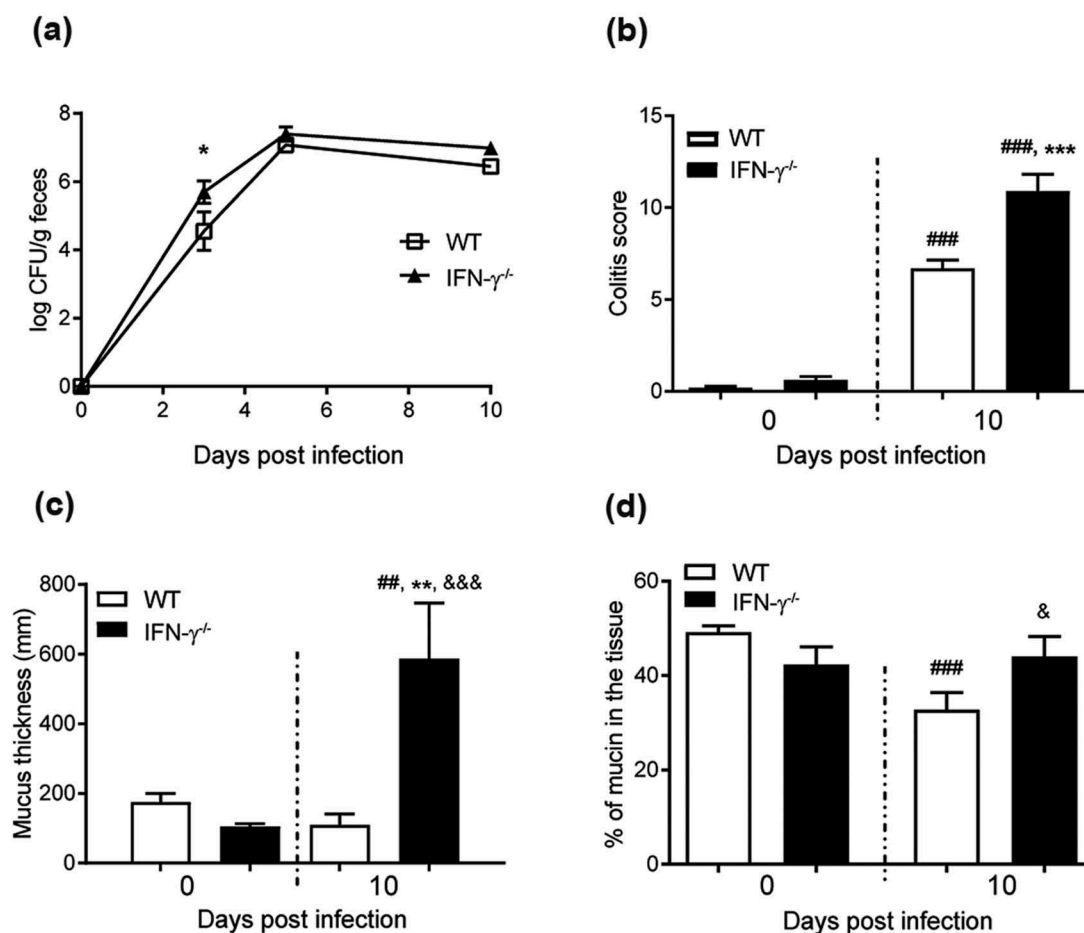 (a)
8
6
4
2
0
log CFU/g feces
*
WT
IFN-γ-/-
0 2 4 6 8 10
Days post infection
(b)
15
10
5
0
Colitis score
WT
IFN-γ-/-
###
###, ***
0 10
Days post infection
(c)
800
600
400
200
0
Mucus thickness (mm)
WT
IFN-γ-/-
##, **, &&&
0 10
Days post infection
(d)
60
40
20
0
% of mucin in the tissue
WT
IFN-γ-/-
###
&
0 10
Days post infection